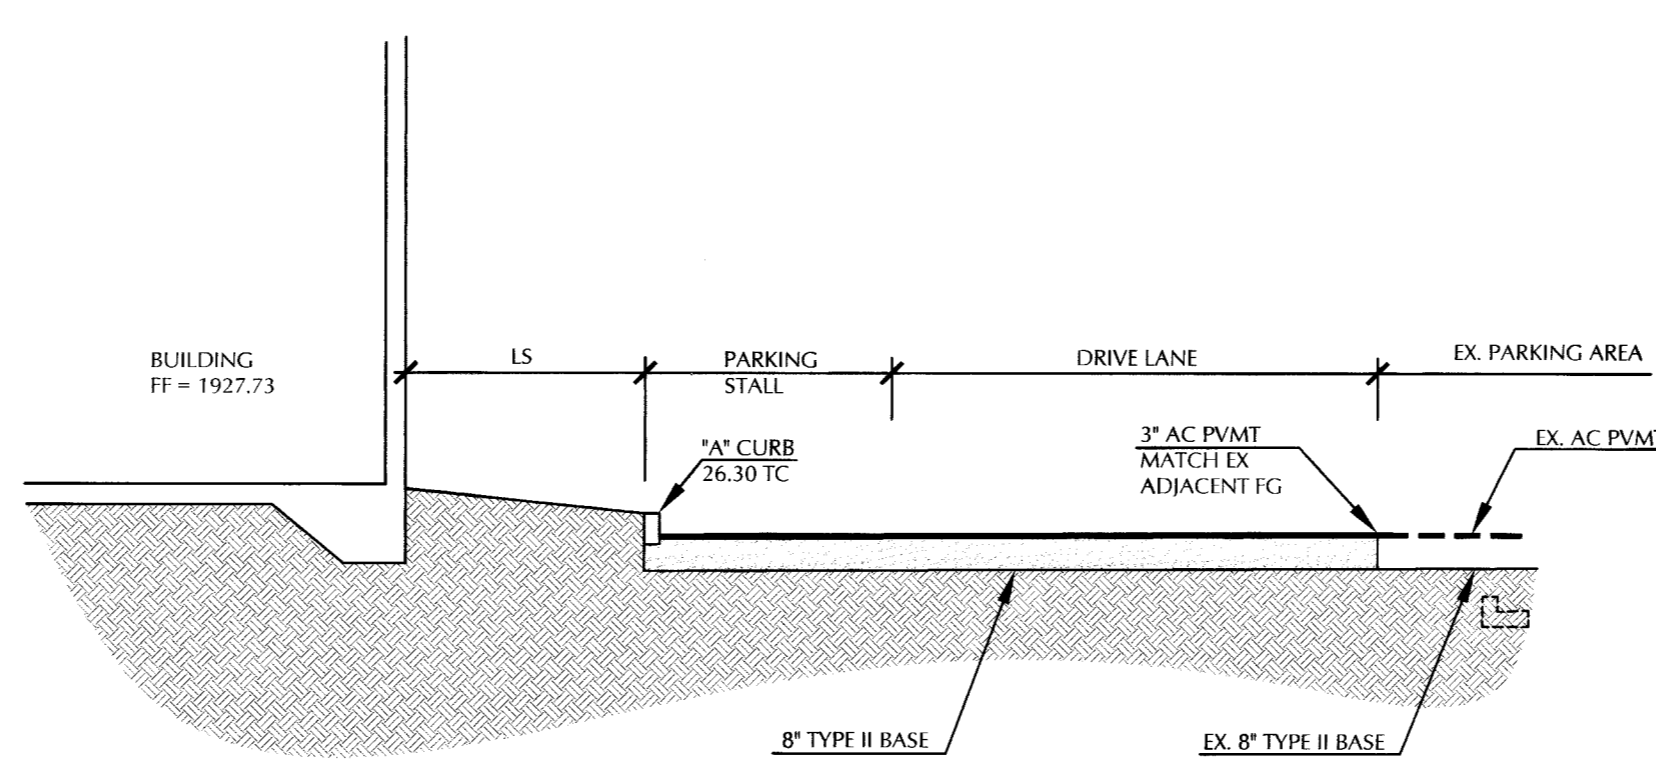 BUILDING
FF = 1927.73
LS
PARKING
STALL
DRIVE LANE
EX. PARKING AREA
"A" CURB
26.30 TC
3" AC PVMT
MATCH EX
ADJACENT FG
EX. AC PVMT
8" TYPE II BASE
EX. 8" TYPE II BASE